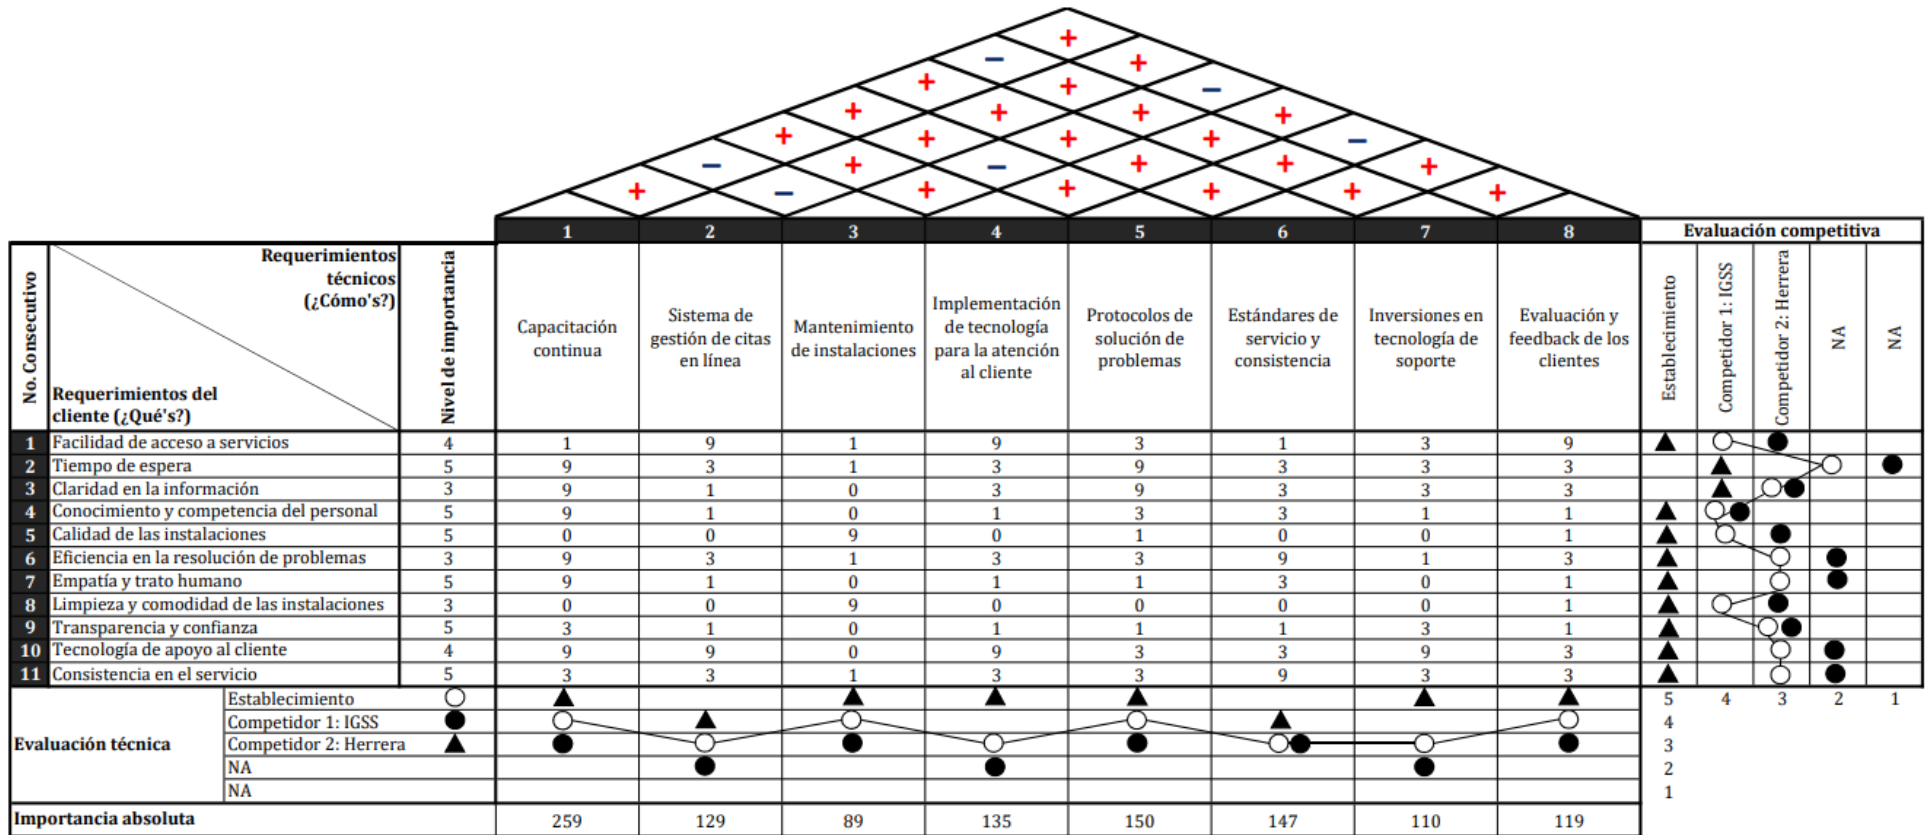 +
− +
+ + −
+ + + +
+ + + + −
− + − + + +
+ − + + + + +
1 2 3 4 5 6 7 8 Evaluación competitiva
No. Consecutivo
Requerimientos
técnicos
(¿Cómo's?)
Requerimientos del
cliente (¿Qué's?)
Nivel de importancia
Capacitación
continua
Sistema de
gestión de citas
en línea
Mantenimiento
de instalaciones
Implementación
de tecnología
para la atención
al cliente
Protocolos de
solución de
problemas
Estándares de
servicio y
consistencia
Inversiones en
tecnología de
soporte
Evaluación y
feedback de los
clientes
Establecimiento
Competidor 1: IGSS
Competidor 2: Herrera
NA
NA
1 Facilidad de acceso a servicios 4 1 9 1 9 3 1 3 9
2 Tiempo de espera 5 9 3 1 3 9 3 3 3
3 Claridad en la información 3 9 1 0 3 9 3 3 3
4 Conocimiento y competencia del personal 5 9 1 0 1 3 3 1 1
5 Calidad de las instalaciones 5 0 0 9 0 1 0 0 1
6 Eficiencia en la resolución de problemas 3 9 3 1 3 3 9 1 3
7 Empatía y trato humano 5 9 1 0 1 1 3 0 1
8 Limpieza y comodidad de las instalaciones 3 0 0 9 0 0 0 0 1
9 Transparencia y confianza 5 3 1 0 1 1 1 3 1
10 Tecnología de apoyo al cliente 4 9 9 0 9 3 3 9 3
11 Consistencia en el servicio 5 3 3 1 3 3 9 3 3
Evaluación técnica
Establecimiento 5 4 3 2 1
Competidor 1: IGSS 4
Competidor 2: Herrera 3
NA 2
NA 1
Importancia absoluta 259 129 89 135 150 147 110 119